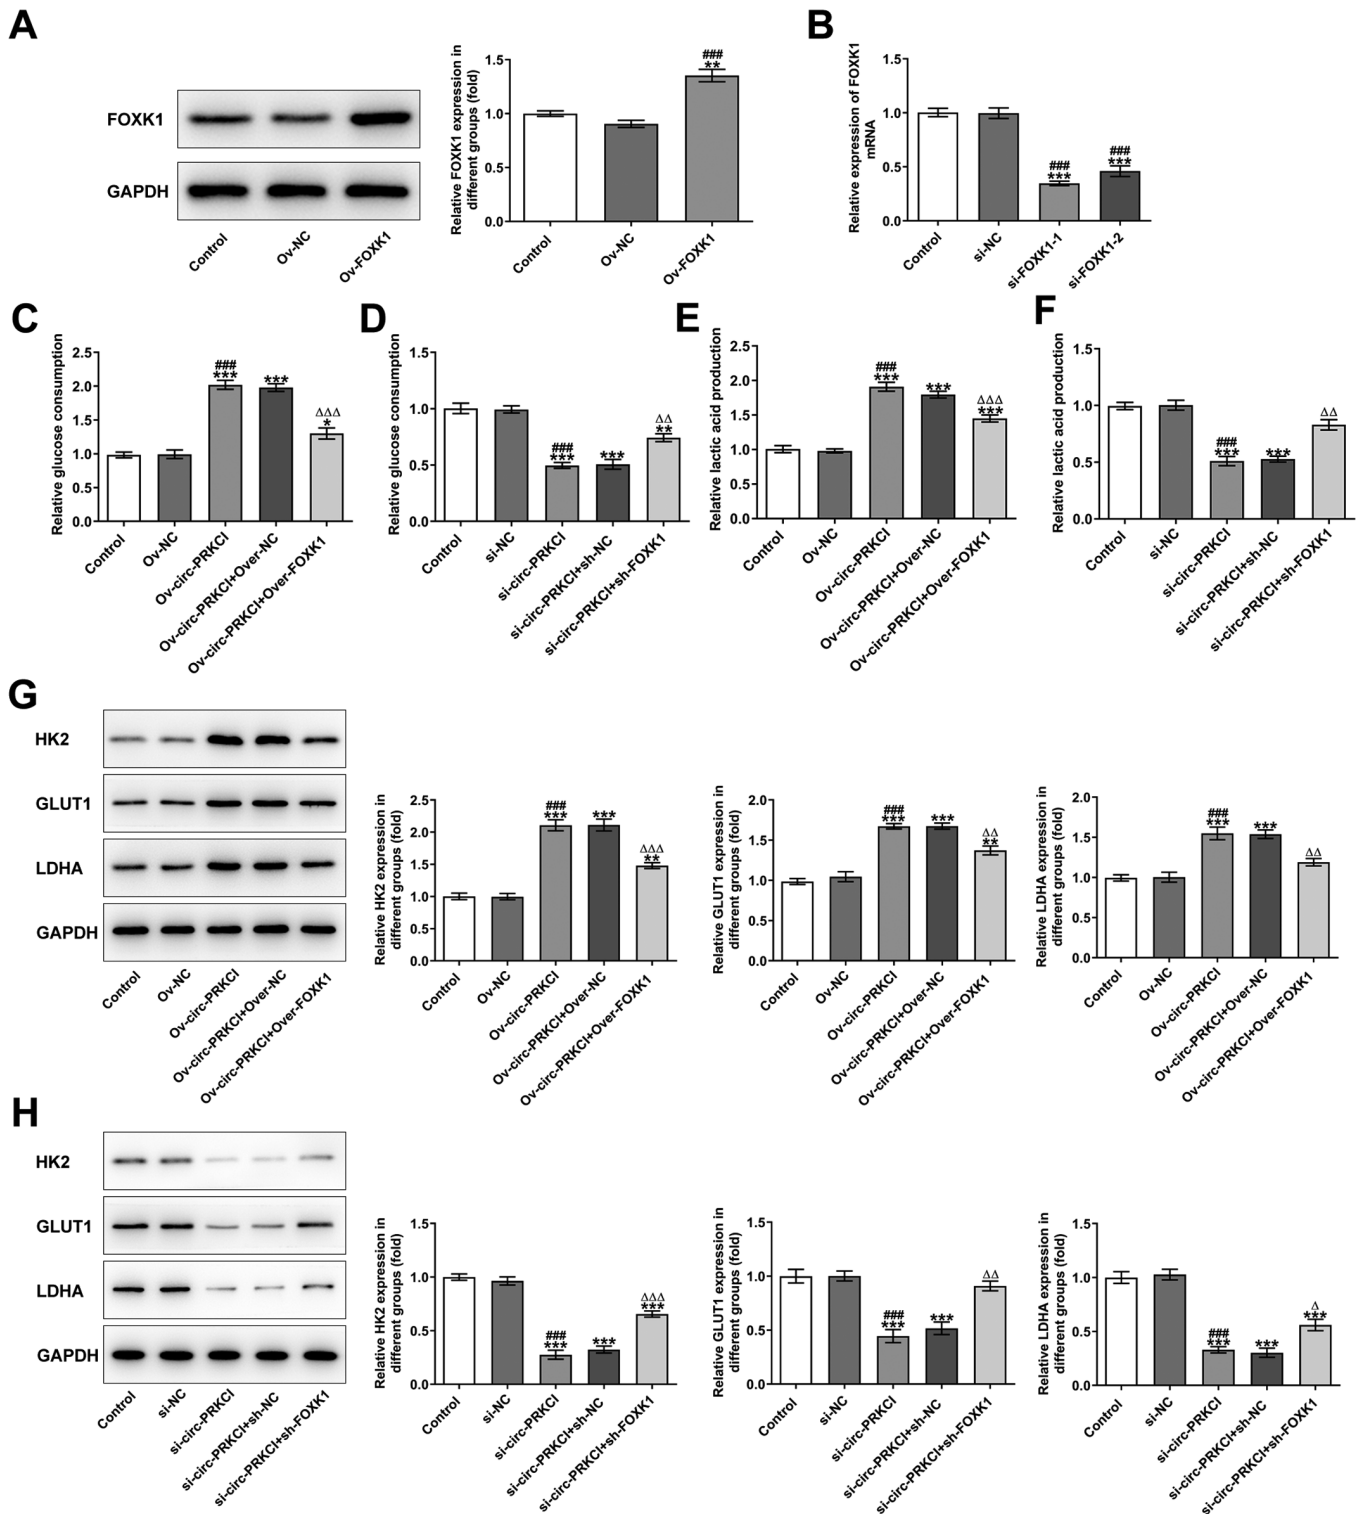 A
FOXK1
GAPDH
Control
Ov-NC
Ov-FOXK1
Relative FOXK1 expression in
different groups (fold)
1.5
1.0
0.5
0.0
###
**
Control
Ov-NC
Ov-FOXK1
B
Relative expression of FOXK1
mRNA
1.5
1.0
0.5
0.0
###
***
###
***
Control
si-NC
si-FOXK1-1
si-FOXK1-2
C
Relative glucose consumption
2.5
2.0
1.5
1.0
0.5
0.0
###
***
***
ΔΔΔ
*
Control
Ov-NC
Ov-circ-PRKCI
Ov-circ-PRKCI+Over-NC
Ov-circ-PRKCI+Over-FOXK1
D
Relative glucose consumption
1.5
1.0
0.5
0.0
###
***
***
ΔΔ
**
Control
si-NC
si-circ-PRKCI
si-circ-PRKCI+sh-NC
si-circ-PRKCI+sh-FOXK1
E
Relative lactic acid production
2.5
2.0
1.5
1.0
0.5
0.0
###
***
***
ΔΔΔ
***
Control
Ov-NC
Ov-circ-PRKCI
Ov-circ-PRKCI+Over-NC
Ov-circ-PRKCI+Over-FOXK1
F
Relative lactic acid production
1.5
1.0
0.5
0.0
###
***
***
ΔΔ
Control
si-NC
si-circ-PRKCI
si-circ-PRKCI+sh-NC
si-circ-PRKCI+sh-FOXK1
G
HK2
GLUT1
LDHA
GAPDH
Control
Ov-NC
Ov-circ-PRKCI
Ov-circ-PRKCI+Over-NC
Ov-circ-PRKCI+Over-FOXK1
Relative HK2 expression in
different groups (fold)
2.5
2.0
1.5
1.0
0.5
0.0
###
***
***
ΔΔΔ
**
Control
Ov-NC
Ov-circ-PRKCI
Ov-circ-PRKCI+Over-NC
Ov-circ-PRKCI+Over-FOXK1
Relative GLUT1 expression in
different groups (fold)
2.0
1.5
1.0
0.5
0.0
###
***
***
ΔΔ
**
Control
Ov-NC
Ov-circ-PRKCI
Ov-circ-PRKCI+Over-NC
Ov-circ-PRKCI+Over-FOXK1
Relative LDHA expression in
different groups (fold)
2.0
1.5
1.0
0.5
0.0
###
***
***
ΔΔ
Control
Ov-NC
Ov-circ-PRKCI
Ov-circ-PRKCI+Over-NC
Ov-circ-PRKCI+Over-FOXK1
H
HK2
GLUT1
LDHA
GAPDH
Control
si-NC
si-circ-PRKCI
si-circ-PRKCI+sh-NC
si-circ-PRKCI+sh-FOXK1
Relative HK2 expression in
different groups (fold)
1.5
1.0
0.5
0.0
###
***
***
ΔΔΔ
***
Control
si-NC
si-circ-PRKCI
si-circ-PRKCI+sh-NC
si-circ-PRKCI+sh-FOXK1
Relative GLUT1 expression in
different groups (fold)
1.5
1.0
0.5
0.0
###
***
***
ΔΔ
Control
si-NC
si-circ-PRKCI
si-circ-PRKCI+sh-NC
si-circ-PRKCI+sh-FOXK1
Relative LDHA expression in
different groups (fold)
1.5
1.0
0.5
0.0
###
***
***
Δ
***
Control
si-NC
si-circ-PRKCI
si-circ-PRKCI+sh-NC
si-circ-PRKCI+sh-FOXK1